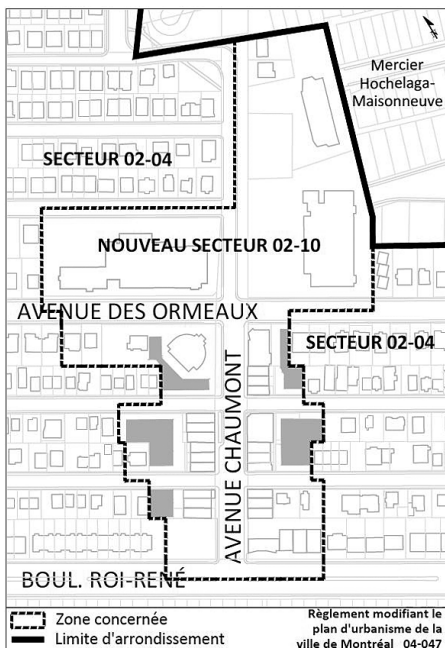 Mercier
Hochelaga-
Maisonneuve
SECTEUR 02-04
NOUVEAU SECTEUR 02-10
AVENUE DES ORMEAUX
SECTEUR 02-04
AVENUE CHAUMONT
BOUL. ROI-RENÉ
Zone concernée
Limite d'arrondissement
Règlement modifiant le
plan d'urbanisme de la
ville de Montréal 04-047